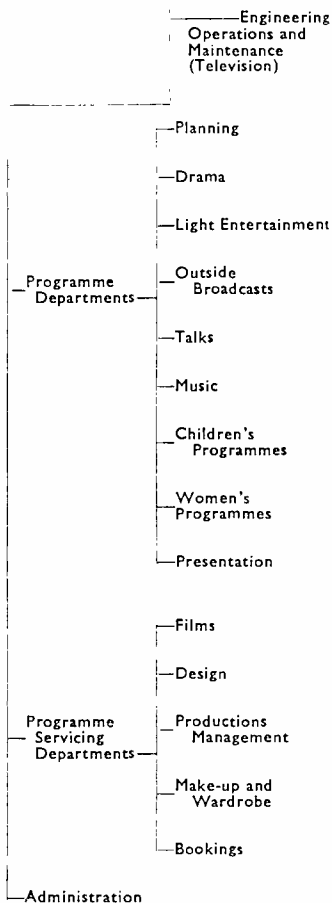 Engineering
Operations and
Maintenance
(Television)
Planning
Drama
Light Entertainment
Programme
Departments
Outside
Broadcasts
Talks
Music
Children's
Programmes
Women's
Programmes
Presentation
Films
Design
Programme
Servicing
Departments
Productions
Management
Make-up and
Wardrobe
Bookings
Administration